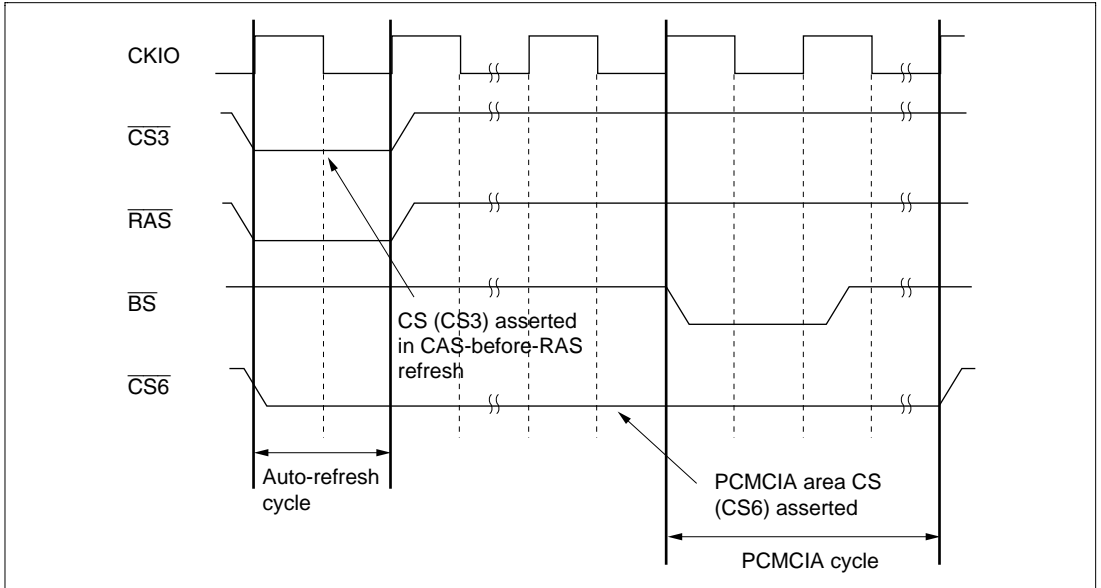 CKIO
CS3
RAS
BS
CS (CS3) asserted
in CAS-before-RAS
refresh
CS6
Auto-refresh
cycle
PCMCIA area CS
(CS6) asserted
PCMCIA cycle